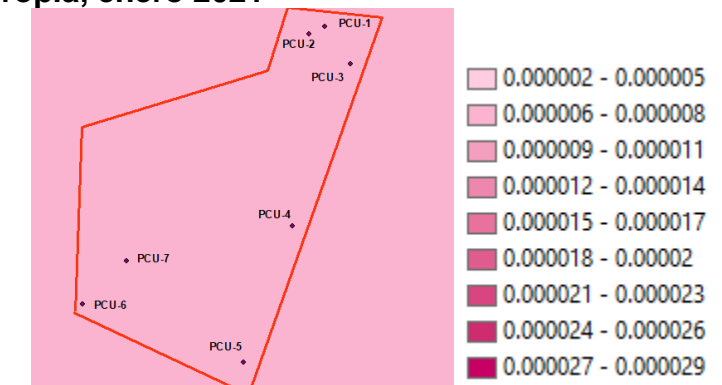 enero 2021
PCU-1
PCU-2
PCU-3
PCU-4
PCU-7
PCU-6
PCU-5
0.000002 - 0.000005
0.000006 - 0.000008
0.000009 - 0.000011
0.000012 - 0.000014
0.000015 - 0.000017
0.000018 - 0.00002
0.000021 - 0.000023
0.000024 - 0.000026
0.000027 - 0.000029